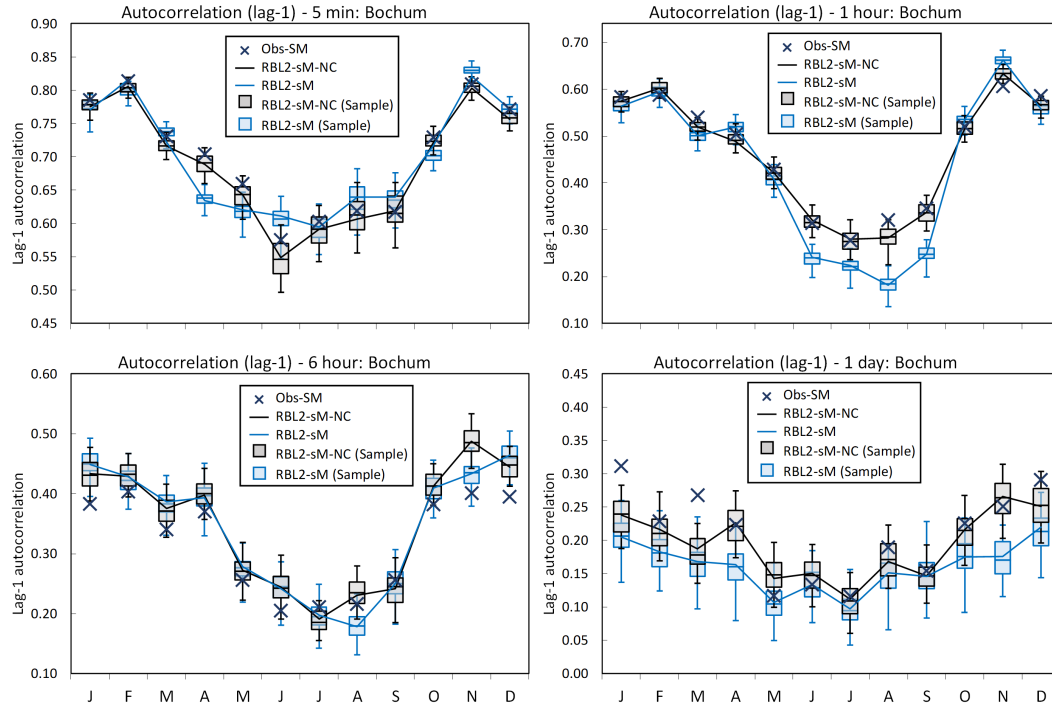 Autocorrelation (lag-1) - 5 min: Bochum
Lag-1 autocorrelation
0.90
0.85
0.80
0.75
0.70
0.65
0.60
0.55
0.50
0.45
Obs-SM
RBL2-sM-NC
RBL2-sM
RBL2-sM-NC (Sample)
RBL2-sM (Sample)
Autocorrelation (lag-1) - 1 hour: Bochum
Lag-1 autocorrelation
0.70
0.60
0.50
0.40
0.30
0.20
0.10
Obs-SM
RBL2-sM-NC
RBL2-sM
RBL2-sM-NC (Sample)
RBL2-sM (Sample)
Autocorrelation (lag-1) - 6 hour: Bochum
Lag-1 autocorrelation
0.60
0.50
0.40
0.30
0.20
0.10
Obs-SM
RBL2-sM-NC
RBL2-sM
RBL2-sM-NC (Sample)
RBL2-sM (Sample)
J F M A M J J A S O N D
Autocorrelation (lag-1) - 1 day: Bochum
Lag-1 autocorrelation
0.45
0.40
0.35
0.30
0.25
0.20
0.15
0.10
0.05
0.00
Obs-SM
RBL2-sM-NC
RBL2-sM
RBL2-sM-NC (Sample)
RBL2-sM (Sample)
J F M A M J J A S O N D